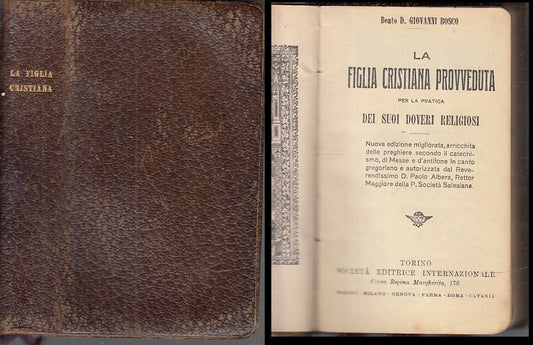 LA FIGLIA
CRISTIANA
Beato D. GIOVANNI BOSCO
LA
FIGLIA CRISTIANA PROVVEDUTA
PER LA PRATICA
DEI SUOI DOVERI RELIGIOSI
Nuova edizione migliorata, arricchita
delle preghiere secondo il catechi-
smo, di Messe e d'antifone in canto
gregoriano e autorizzata dal Reve-
rendissimo D. Paolo Albera, Rettor
Maggiore della P. Società Salesiana.
TORINO
SOCIETÀ EDITRICE INTERNAZIONALE
Corso Regina Margherita, 176
TORINO - MILANO - GENOVA - PARMA - ROMA - CATANIA